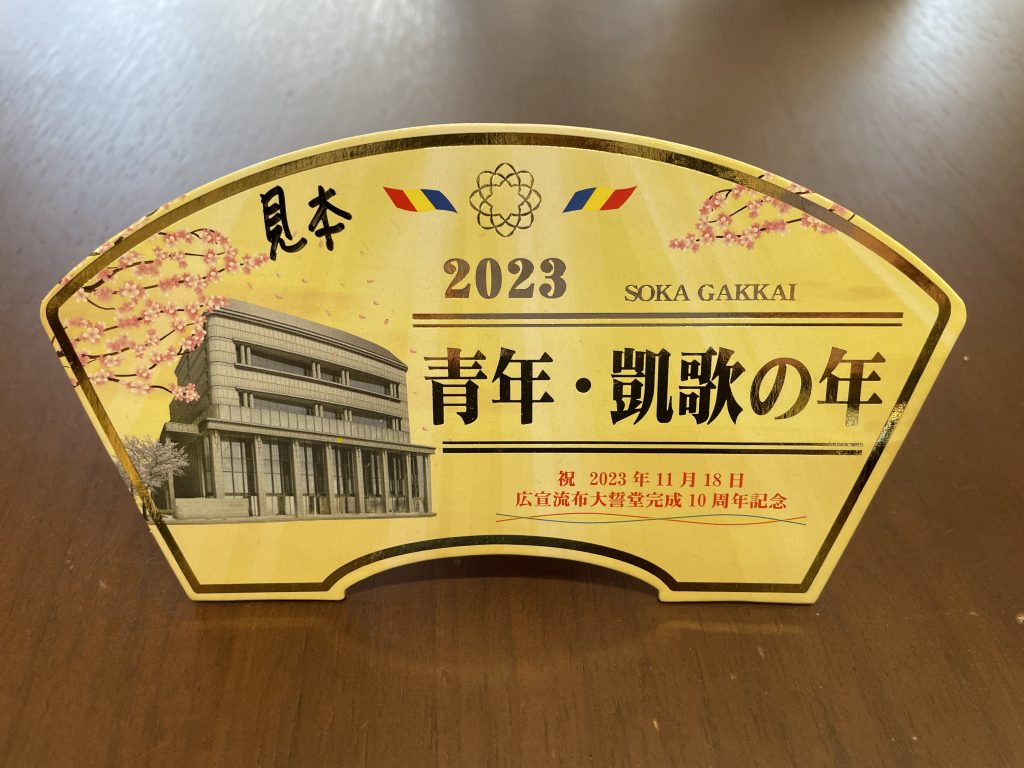 見本
2023
SOKA GAKKAI
青年・凱歌の年
祝 2023年11月18日
広宣流布大誓堂完成10周年記念